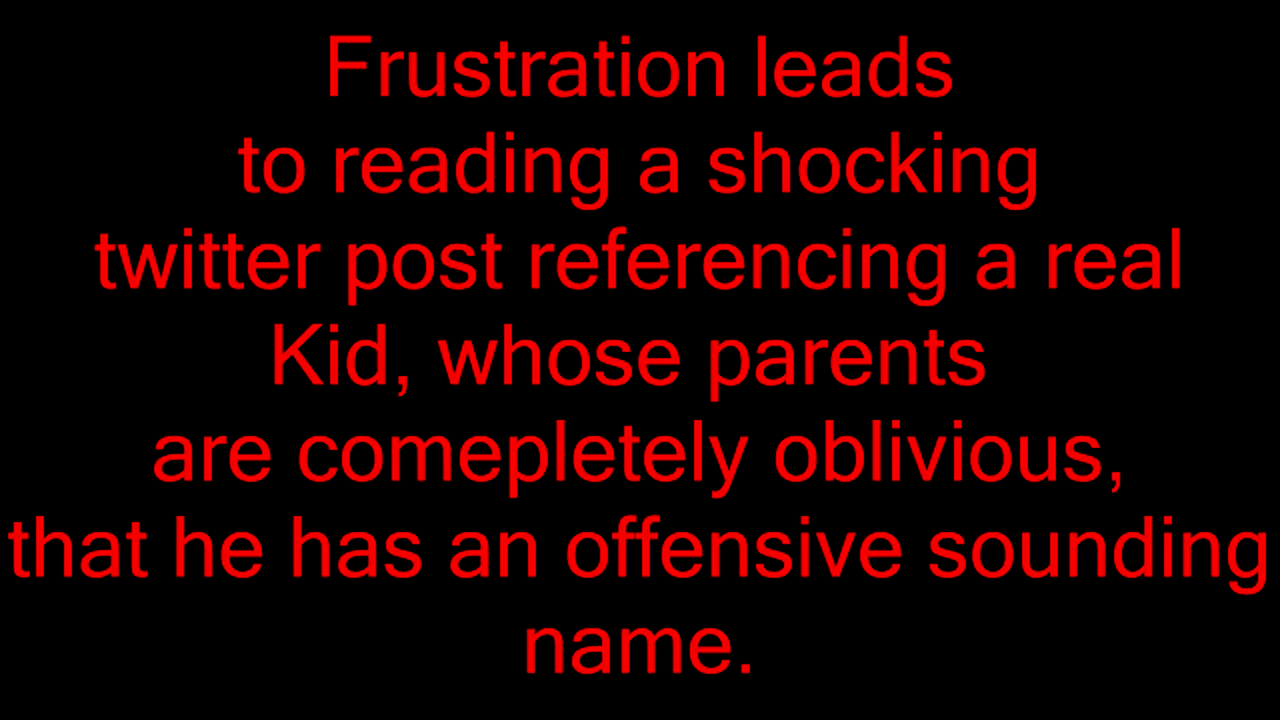 Frustration leads
to reading a shocking
twitter post referencing a real
Kid, whose parents
are comepletely oblivious,
that he has an offensive sounding
name.